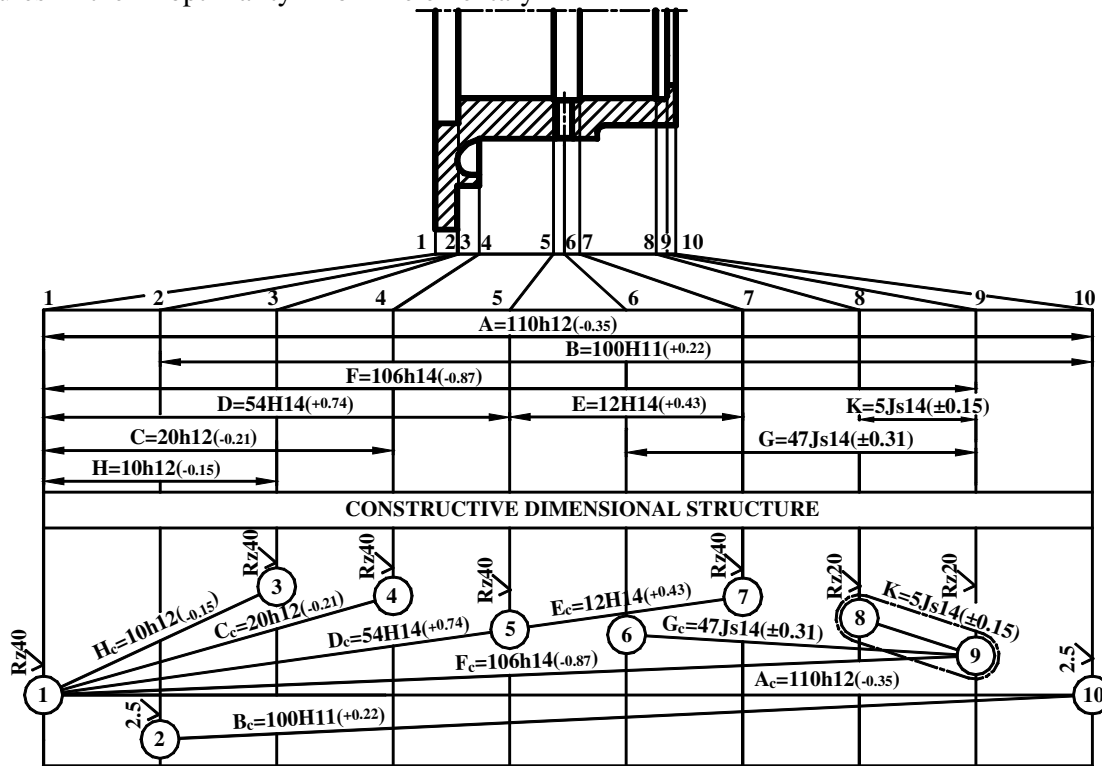 1 2 3 4 5 6 7 8 9 10
1 2 3 4 5 6 7 8 9 10
A=110h12(-0.35)
B=100H11(+0.22)
F=106h14(-0.87)
D=54H14(+0.74) E=12H14(+0.43) K=5Js14(±0.15)
C=20h12(-0.21) G=47Js14(±0.31)
H=10h12(-0.15)
CONSTRUCTIVE DIMENSIONAL STRUCTURE
Rz40 Rz40 Rz40 Rz40 Rz20 Rz20
3 4 7
Hc=10h12(-0.15) Cc=20h12(-0.21) Ec=12H14(+0.43) K=5Js14(±0.15)
Dc=54H14(+0.74) 5 6 Gc=47Js14(±0.31) 8 9
Rz40 Fc=106h14(-0.87) 2.5
1 Ac=110h12(-0.35) 10
2.5 Bc=100H11(+0.22)
2